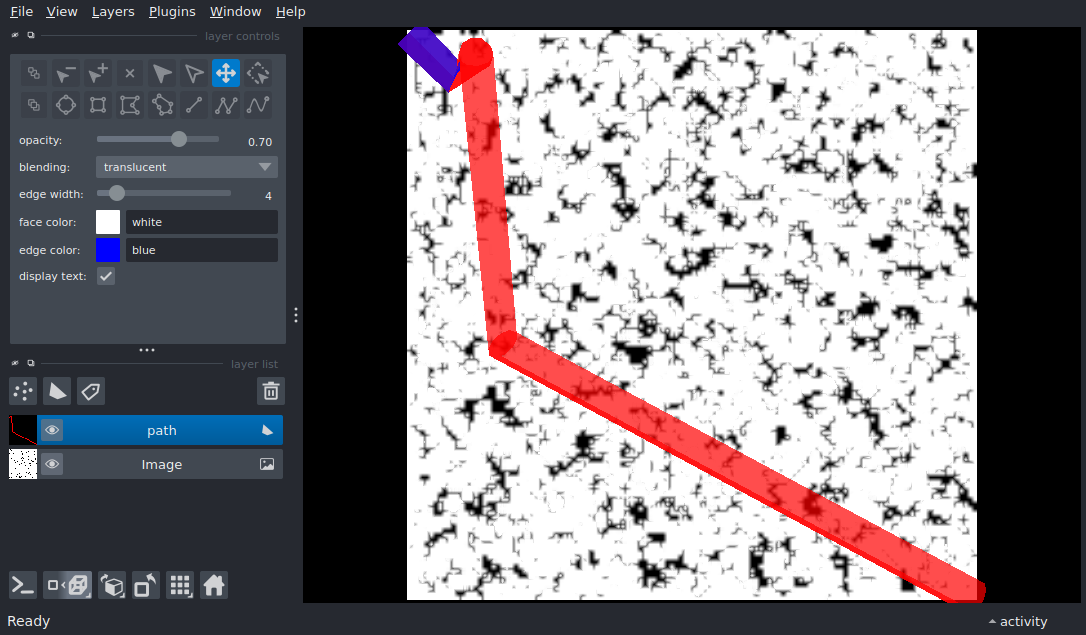 File View Layers Plugins Window Help
layer controls
opacity: 0.70
blending: translucent
edge width: 4
face color: white
edge color: blue
display text:
layer list
path
Image
Ready
activity